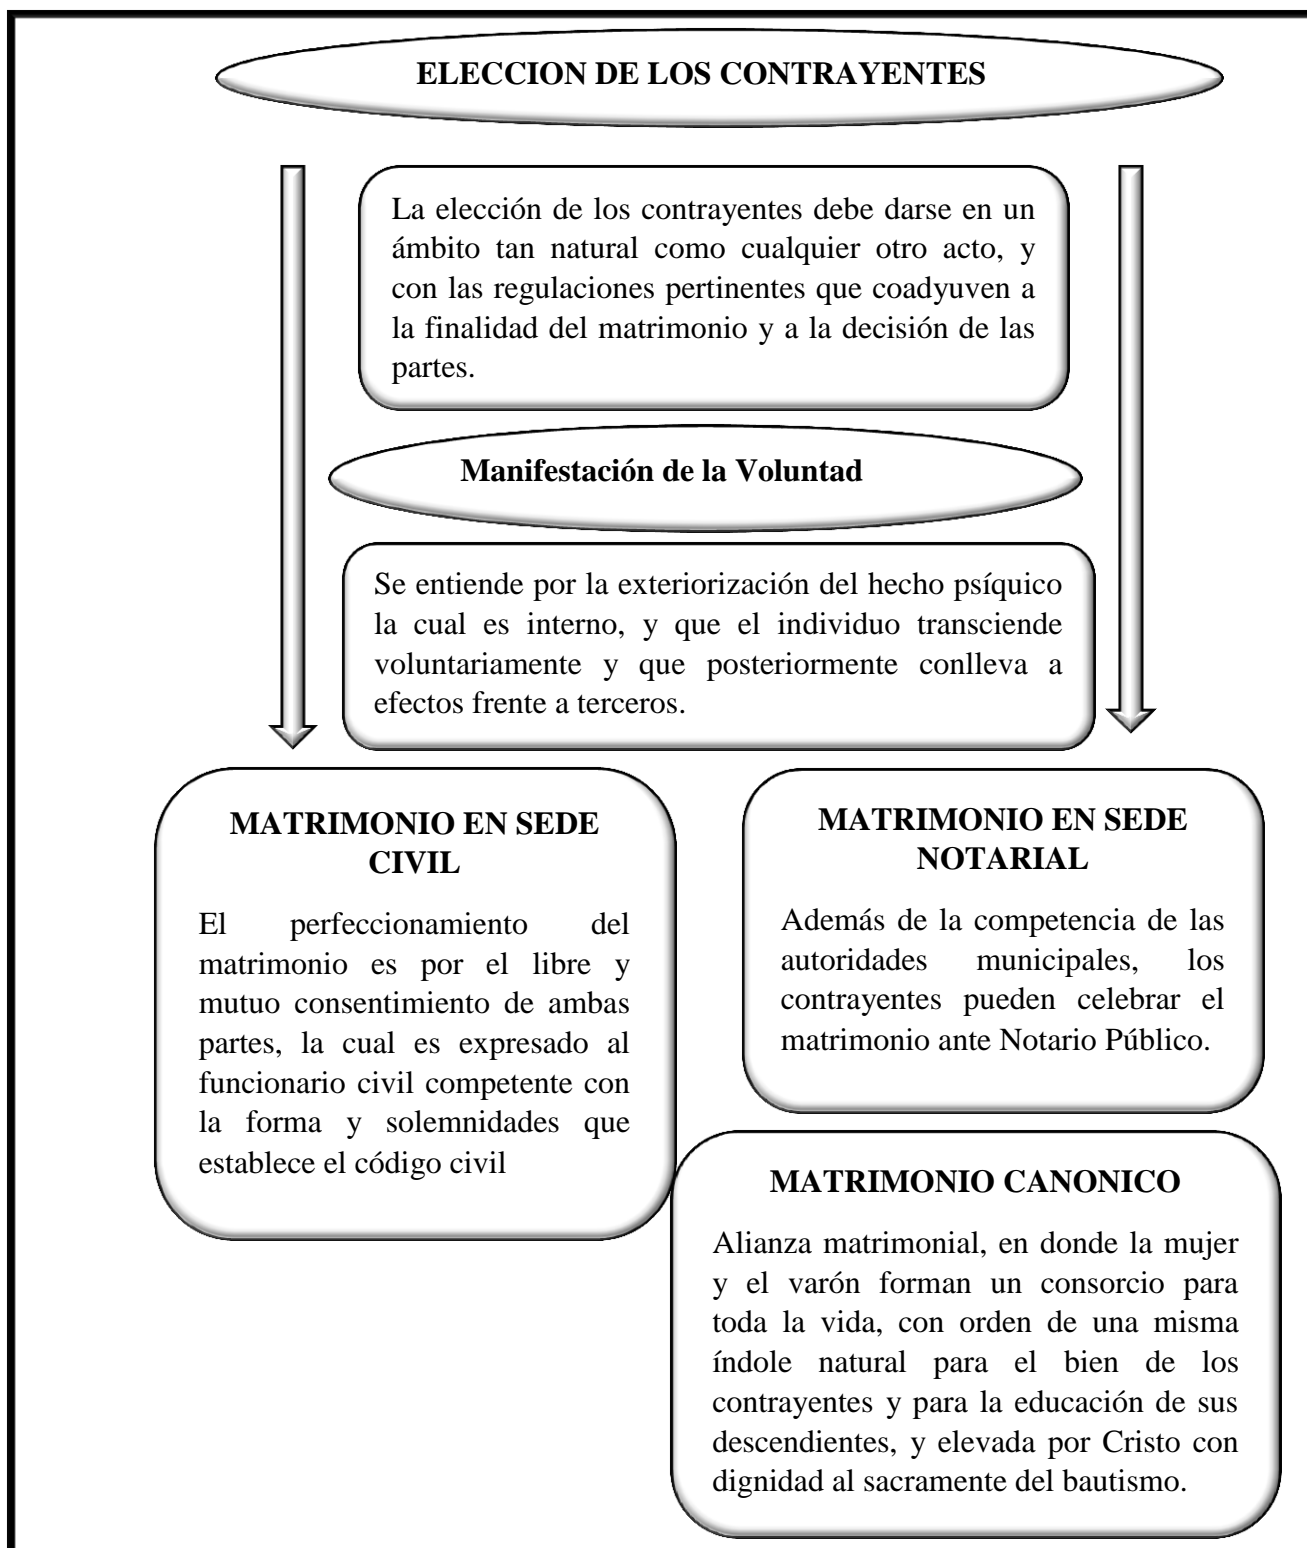 ELECCION DE LOS CONTRAYENTES
La elección de los contrayentes debe darse en un
ámbito tan natural como cualquier otro acto, y
con las regulaciones pertinentes que coadyuven a
la finalidad del matrimonio y a la decisión de las
partes.
Manifestación de la Voluntad
Se entiende por la exteriorización del hecho psíquico
la cual es interno, y que el individuo transciende
voluntariamente y que posteriormente conlleva a
efectos frente a terceros.
MATRIMONIO EN SEDE
CIVIL
El perfeccionamiento del
matrimonio es por el libre y
mutuo consentimiento de ambas
partes, la cual es expresado al
funcionario civil competente con
la forma y solemnidades que
establece el código civil
MATRIMONIO EN SEDE
NOTARIAL
Además de la competencia de las
autoridades municipales, los
contrayentes pueden celebrar el
matrimonio ante Notario Público.
MATRIMONIO CANONICO
Alianza matrimonial, en donde la mujer
y el varón forman un consorcio para
toda la vida, con orden de una misma
índole natural para el bien de los
contrayentes y para la educación de sus
descendientes, y elevada por Cristo con
dignidad al sacramente del bautismo.